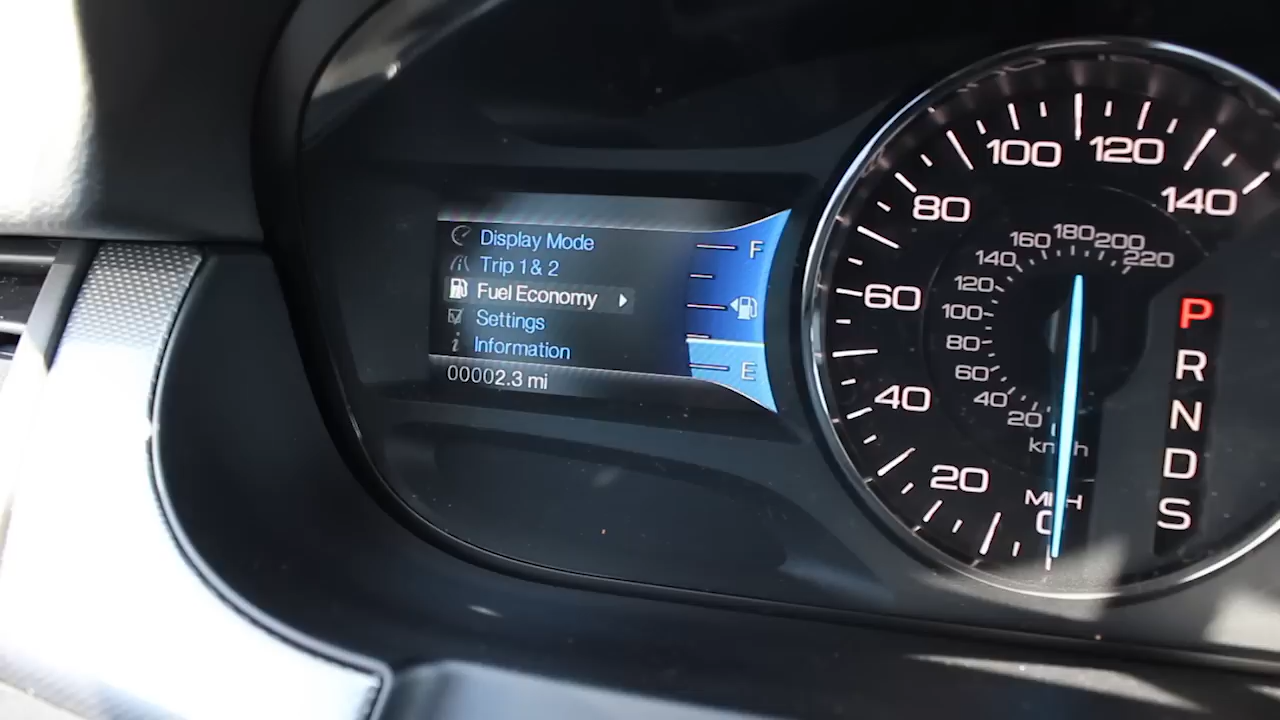 Display Mode
Trip 1 & 2
Fuel Economy
Settings
Information
00002.3 mi
F
E
0
20
40
60
80
100
120
140
MPH
20
40
60
80
100
120
140
160
180
200
220
km/h
P
R
N
D
S